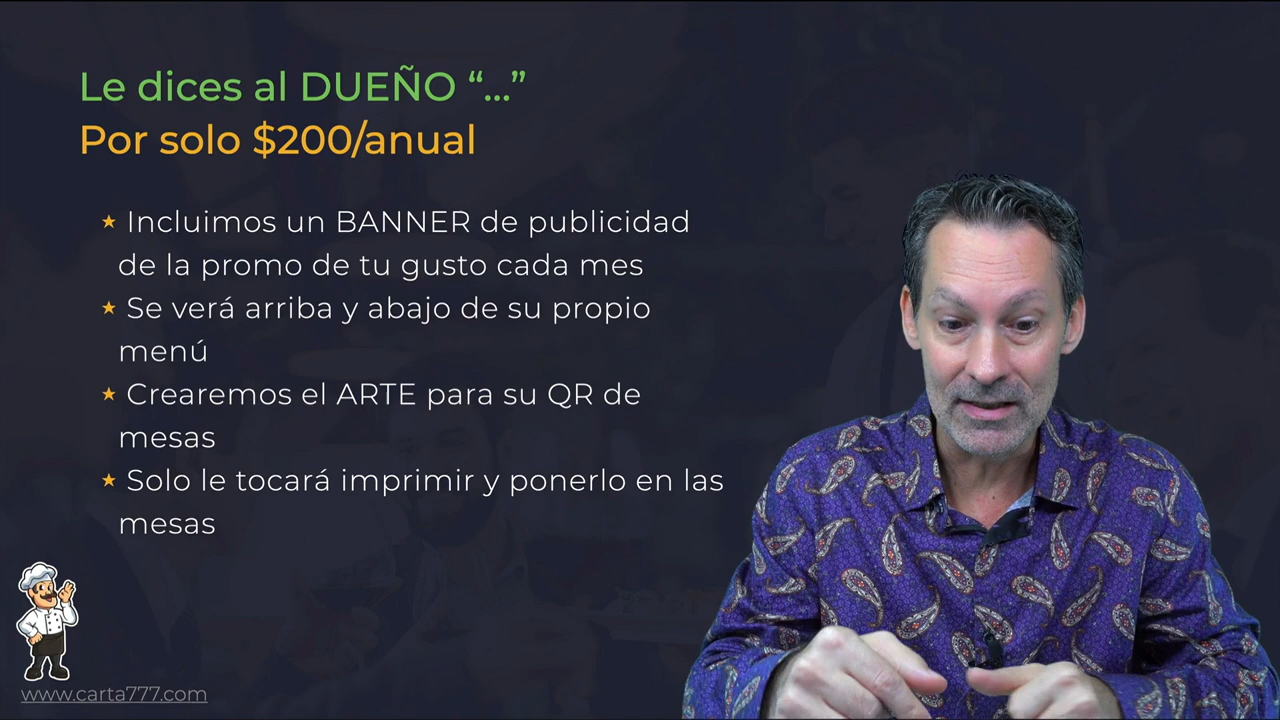 Le dices al DUEÑO “...”
Por solo $200/anual
★ Incluimos un BANNER de publicidad
de la promo de tu gusto cada mes
★ Se verá arriba y abajo de su propio
menú
★ Crearemos el ARTE para su QR de
mesas
★ Solo le tocará imprimir y ponerlo en las
mesas
www.carta777.com